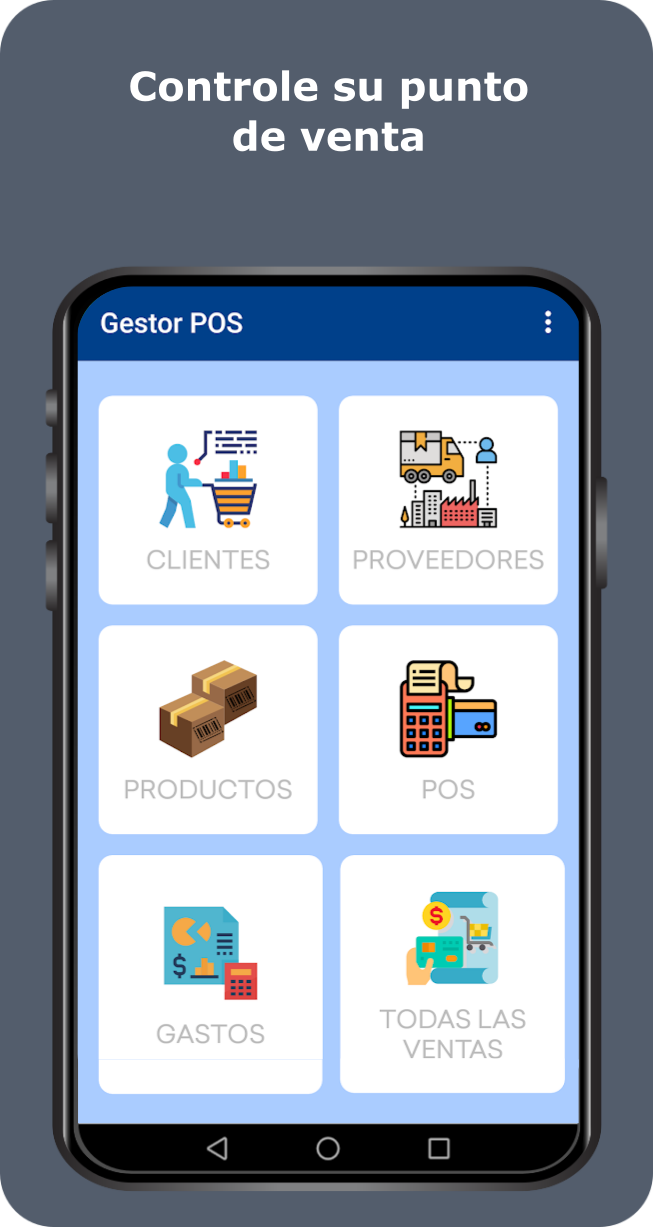 Controle su punto
de venta
Gestor POS
CLIENTES
PROVEEDORES
PRODUCTOS
POS
GASTOS
TODAS LAS
VENTAS